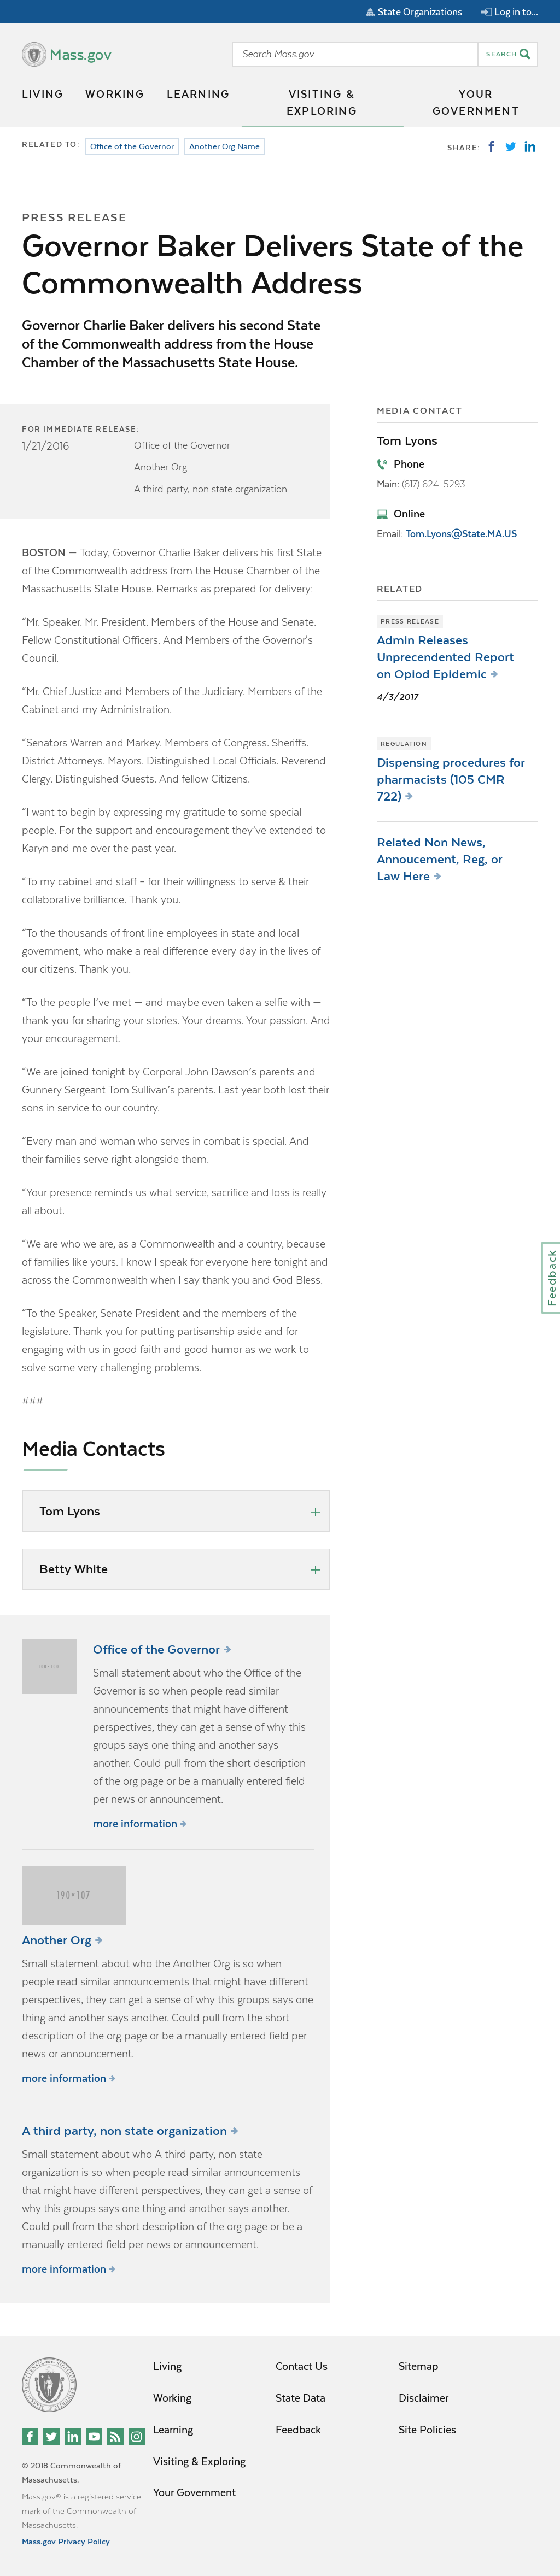 State Organizations
Log in to...
Mass.gov
Search Mass.gov
SEARCH
LIVING
WORKING
LEARNING
VISITING &
EXPLORING
YOUR
GOVERNMENT
RELATED TO:
Office of the Governor
Another Org Name
SHARE:
PRESS RELEASE
Governor Baker Delivers State of the
Commonwealth Address
Governor Charlie Baker delivers his second State
of the Commonwealth address from the House
Chamber of the Massachusetts State House.
FOR IMMEDIATE RELEASE:
1/21/2016
Office of the Governor
Another Org
A third party, non state organization
BOSTON — Today, Governor Charlie Baker delivers his first State
of the Commonwealth address from the House Chamber of the
Massachusetts State House. Remarks as prepared for delivery:
“Mr. Speaker. Mr. President. Members of the House and Senate.
Fellow Constitutional Officers. And Members of the Governor's
Council.
“Mr. Chief Justice and Members of the Judiciary. Members of the
Cabinet and my Administration.
“Senators Warren and Markey. Members of Congress. Sheriffs.
District Attorneys. Mayors. Distinguished Local Officials. Reverend
Clergy. Distinguished Guests. And fellow Citizens.
“I want to begin by expressing my gratitude to some special
people. For the support and encouragement they’ve extended to
Karyn and me over the past year.
“To my cabinet and staff – for their willingness to serve & their
collaborative brilliance. Thank you.
“To the thousands of front line employees in state and local
government, who make a real difference every day in the lives of
our citizens. Thank you.
“To the people I’ve met — and maybe even taken a selfie with —
thank you for sharing your stories. Your dreams. Your passion. And
your encouragement.
“We are joined tonight by Corporal John Dawson’s parents and
Gunnery Sergeant Tom Sullivan’s parents. Last year both lost their
sons in service to our country.
“Every man and woman who serves in combat is special. And
their families serve right alongside them.
“Your presence reminds us what service, sacrifice and loss is really
all about.
“We are who we are, as a Commonwealth and a country, because
of families like yours. I know I speak for everyone here tonight and
across the Commonwealth when I say thank you and God Bless.
“To the Speaker, Senate President and the members of the
legislature. Thank you for putting partisanship aside and for
engaging with us in good faith and good humor as we work to
solve some very challenging problems.
###
MEDIA CONTACT
Tom Lyons
Phone
Main: (617) 624-5293
Online
Email: Tom.Lyons@State.MA.US
RELATED
PRESS RELEASE
Admin Releases
Unprecendented Report
on Opiod Epidemic
4/3/2017
REGULATION
Dispensing procedures for
pharmacists (105 CMR
722)
Related Non News,
Annoucement, Reg, or
Law Here
Feedback
Media Contacts
Tom Lyons
Betty White
190×190
Office of the Governor
Small statement about who the Office of the
Governor is so when people read similar
announcements that might have different
perspectives, they can get a sense of why this
groups says one thing and another says
another. Could pull from the short description
of the org page or be a manually entered field
per news or announcement.
more information
190×107
Another Org
Small statement about who the Another Org is so when
people read similar announcements that might have different
perspectives, they can get a sense of why this groups says one
thing and another says another. Could pull from the short
description of the org page or be a manually entered field per
news or announcement.
more information
A third party, non state organization
Small statement about who A third party, non state
organization is so when people read similar announcements
that might have different perspectives, they can get a sense of
why this groups says one thing and another says another.
Could pull from the short description of the org page or be a
manually entered field per news or announcement.
more information
Living
Working
Learning
Visiting & Exploring
Your Government
Contact Us
State Data
Feedback
Sitemap
Disclaimer
Site Policies
© 2018 Commonwealth of
Massachusetts.
Mass.gov® is a registered service
mark of the Commonwealth of
Massachusetts.
Mass.gov Privacy Policy